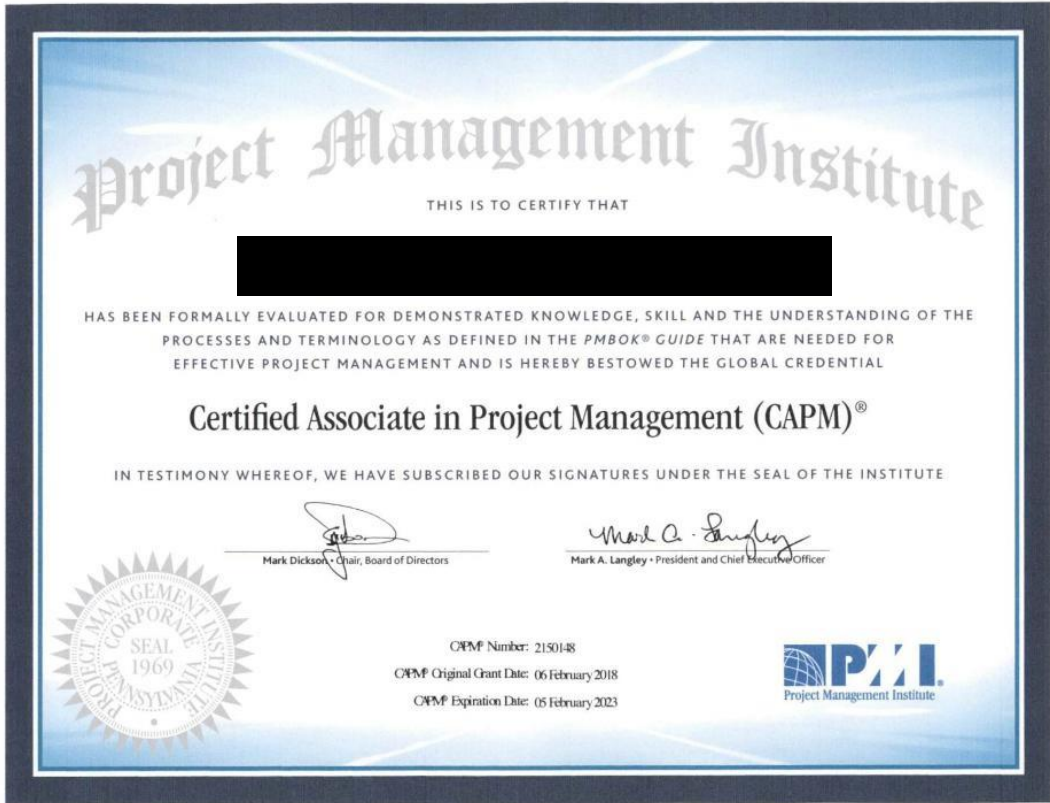 Project Management Institute
THIS IS TO CERTIFY THAT
HAS BEEN FORMALLY EVALUATED FOR DEMONSTRATED KNOWLEDGE, SKILL AND THE UNDERSTANDING OF THE
PROCESSES AND TERMINOLOGY AS DEFINED IN THE PMBOK® GUIDE THAT ARE NEEDED FOR
EFFECTIVE PROJECT MANAGEMENT AND IS HEREBY BESTOWED THE GLOBAL CREDENTIAL
Certified Associate in Project Management (CAPM)®
IN TESTIMONY WHEREOF, WE HAVE SUBSCRIBED OUR SIGNATURES UNDER THE SEAL OF THE INSTITUTE
Mark A. Langley
Mark Dickson • Chair, Board of Directors
Mark A. Langley • President and Chief Executive Officer
PROJECT MANAGEMENT INSTITUTE
CORPORATE
SEAL
1969
PENNSYLVANIA
CAPM® Number: 2150148
CAPM® Original Grant Date: 06 February 2018
CAPM® Expiration Date: 05 February 2023
PMI.
Project Management Institute